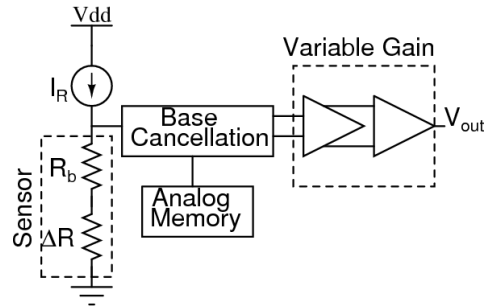 Vdd
Variable Gain
I_R
Base
Cancellation
V_out
R_b
Analog
Memory
ΔR
Sensor